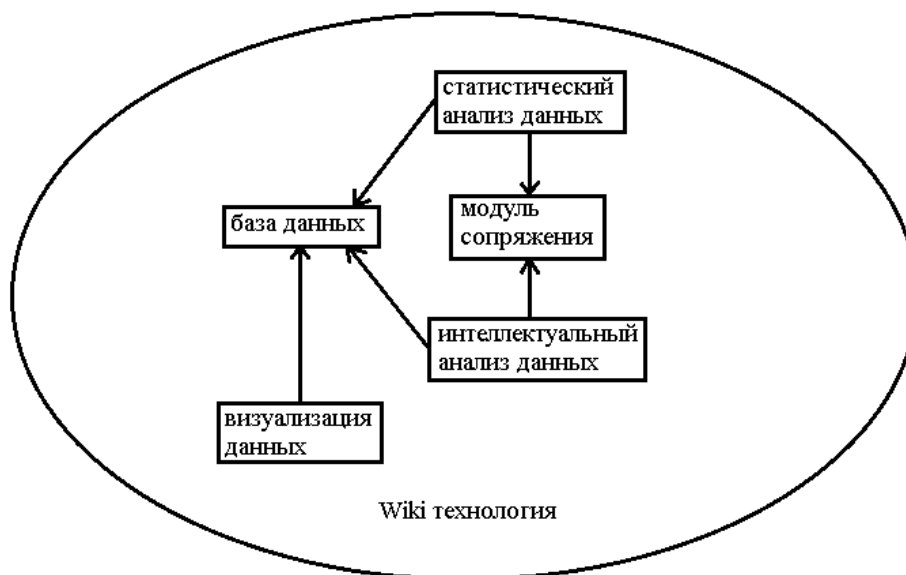 статистический
анализ данных
база данных
модуль
сопряжения
интеллектуальный
анализ данных
визуализация
данных
Wiki технология